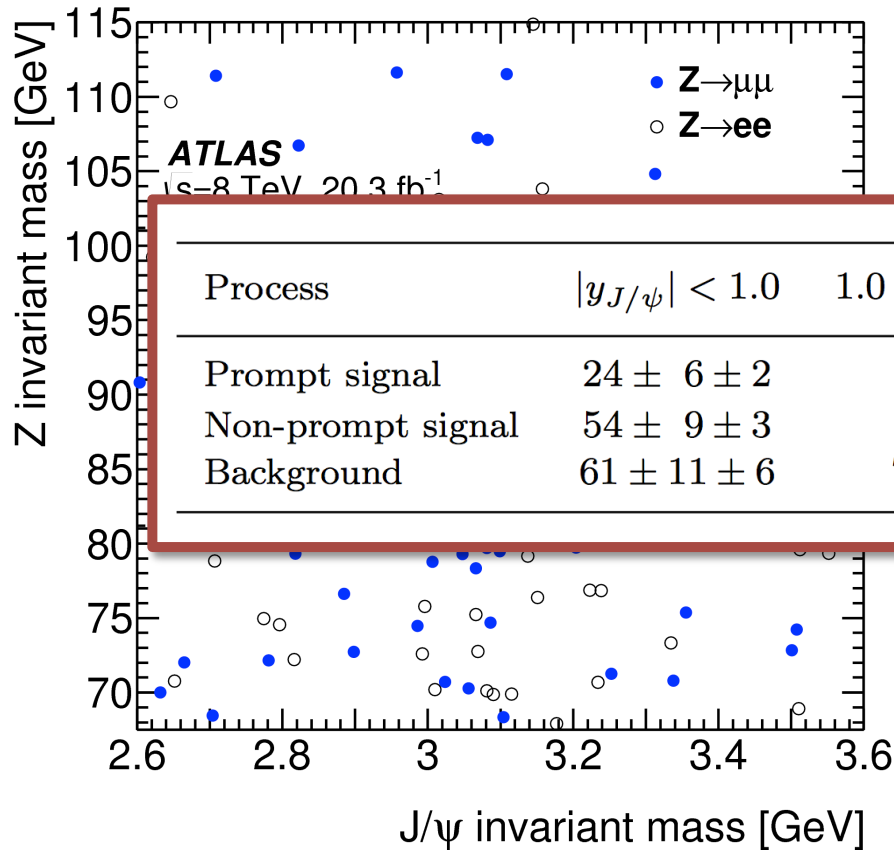 Z invariant mass [GeV]
115
110
105
100
95
90
85
80
75
70
Z→μμ
Z→ee
ATLAS
√s=8 TeV, 20.3 fb⁻¹
Process |y_J/ψ| < 1.0 1.0
Prompt signal 24 ± 6 ± 2
Non-prompt signal 54 ± 9 ± 3
Background 61 ± 11 ± 6
2.6 2.8 3 3.2 3.4 3.6
J/ψ invariant mass [GeV]